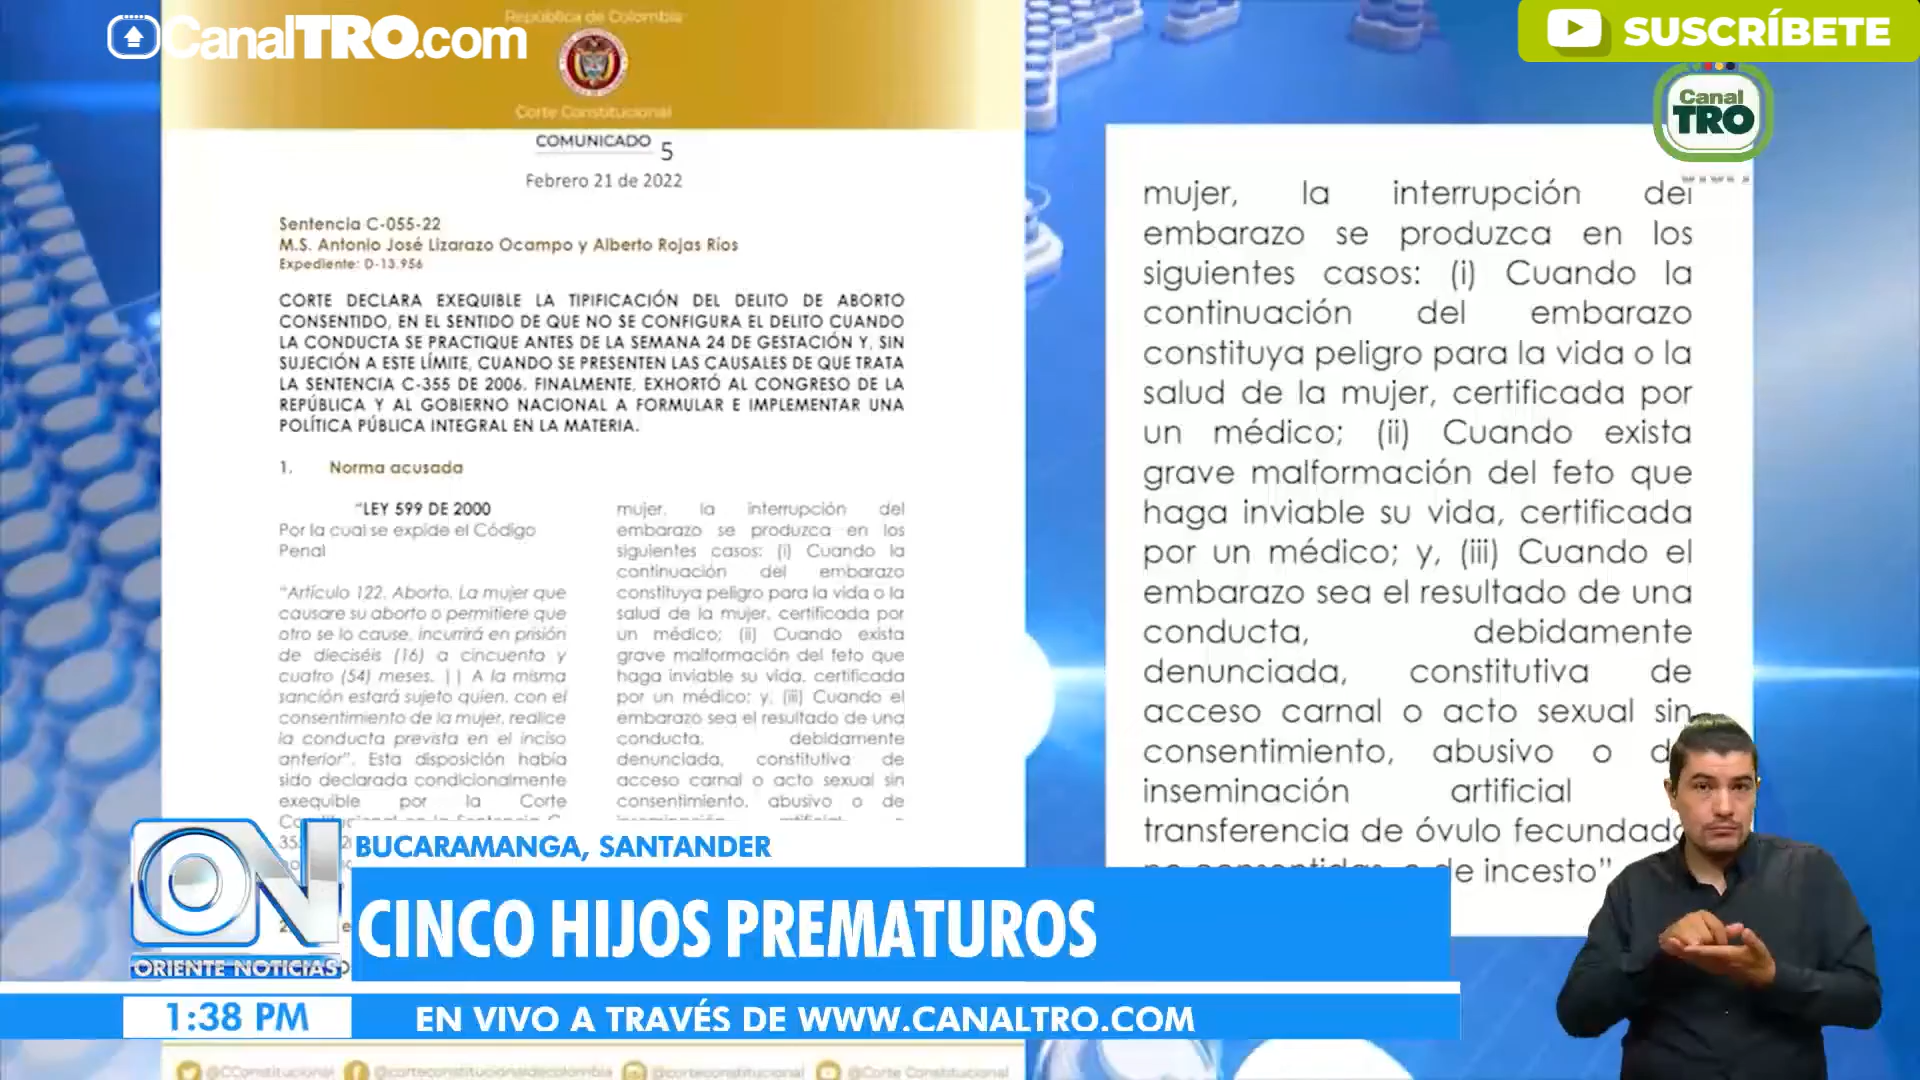 CanalTRO.com
República de Colombia
Corte Constitucional
COMUNICADO 5
Febrero 21 de 2022
Sentencia C-055-22
M.S. Antonio José Lizarazo Ocampo y Alberto Rojas Ríos
Expediente: D-13.956
CORTE DECLARA EXEQUIBLE LA TIPIFICACIÓN DEL DELITO DE ABORTO
CONSENTIDO, EN EL SENTIDO DE QUE NO SE CONFIGURA EL DELITO CUANDO
LA CONDUCTA SE PRACTIQUE ANTES DE LA SEMANA 24 DE GESTACIÓN Y, SIN
SUJECIÓN A ESTE LÍMITE, CUANDO SE PRESENTEN LAS CAUSALES DE QUE TRATA
LA SENTENCIA C-355 DE 2006. FINALMENTE, EXHORTÓ AL CONGRESO DE LA
REPÚBLICA Y AL GOBIERNO NACIONAL A FORMULAR E IMPLEMENTAR UNA
POLÍTICA PÚBLICA INTEGRAL EN LA MATERIA.
1. Norma acusada
"LEY 599 DE 2000
Por la cual se expide el Código
Penal
"Artículo 122. Aborto. La mujer que
causare su aborto o permitiere que
otro se lo cause, incurrirá en prisión
de dieciséis (16) a cincuenta y
cuatro (54) meses. || A la misma
sanción estará sujeto quien, con el
consentimiento de la mujer, realice
la conducta prevista en el inciso
anterior". Esta disposición había
sido declarada condicionalmente
exequible por la Corte
mujer, la interrupción del
embarazo se produzca en los
siguientes casos: (i) Cuando la
continuación del embarazo
constituya peligro para la vida o la
salud de la mujer, certificada por
un médico; (ii) Cuando exista
grave malformación del feto que
haga inviable su vida, certificada
por un médico; y, (iii) Cuando el
embarazo sea el resultado de una
conducta, debidamente
denunciada, constitutiva de
acceso carnal o acto sexual sin
consentimiento, abusivo o de
SUSCRÍBETE
Canal
TRO
mujer, la interrupción del
embarazo se produzca en los
siguientes casos: (i) Cuando la
continuación del embarazo
constituya peligro para la vida o la
salud de la mujer, certificada por
un médico; (ii) Cuando exista
grave malformación del feto que
haga inviable su vida, certificada
por un médico; y, (iii) Cuando el
embarazo sea el resultado de una
conducta, debidamente
denunciada, constitutiva de
acceso carnal o acto sexual sin
consentimiento, abusivo o
inseminación artificial
transferencia de óvulo fecundado
de incesto"
ON
ORIENTE NOTICIAS
BUCARAMANGA, SANTANDER
CINCO HIJOS PREMATUROS
1:38 PM
EN VIVO A TRAVÉS DE WWW.CANALTRO.COM
@CConstitucional @corteconstitucionaldecolombia @corteconstitucional @Corte Constitucional